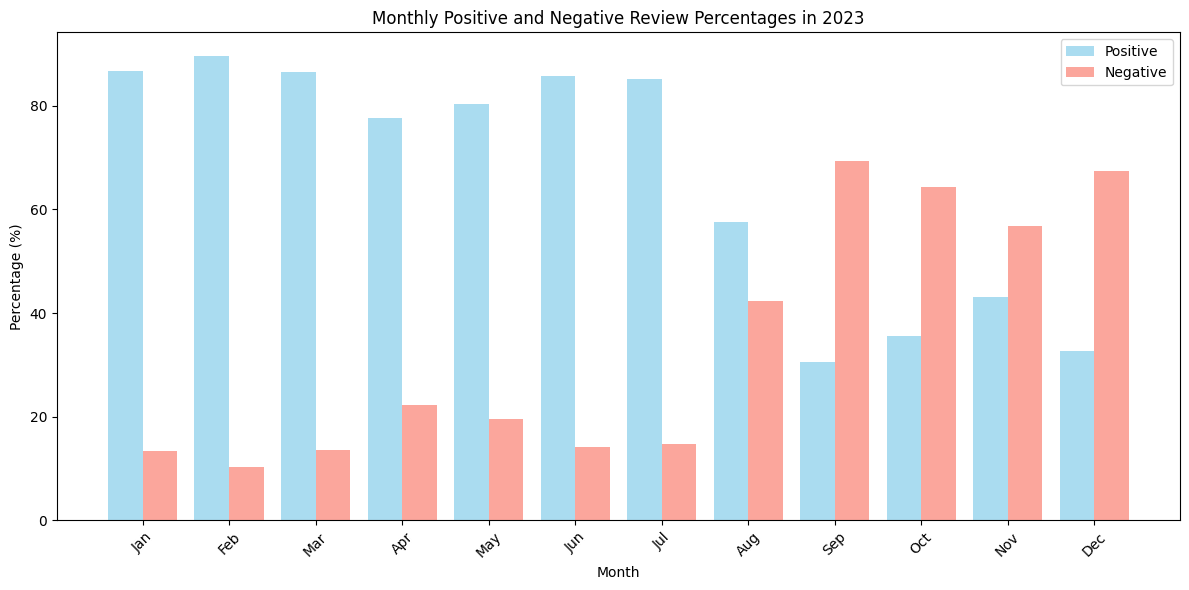 Monthly Positive and Negative Review Percentages in 2023
Positive
Negative
Percentage (%)
80
60
40
20
0
Jan
Feb
Mar
Apr
May
Jun
Jul
Aug
Sep
Oct
Nov
Dec
Month